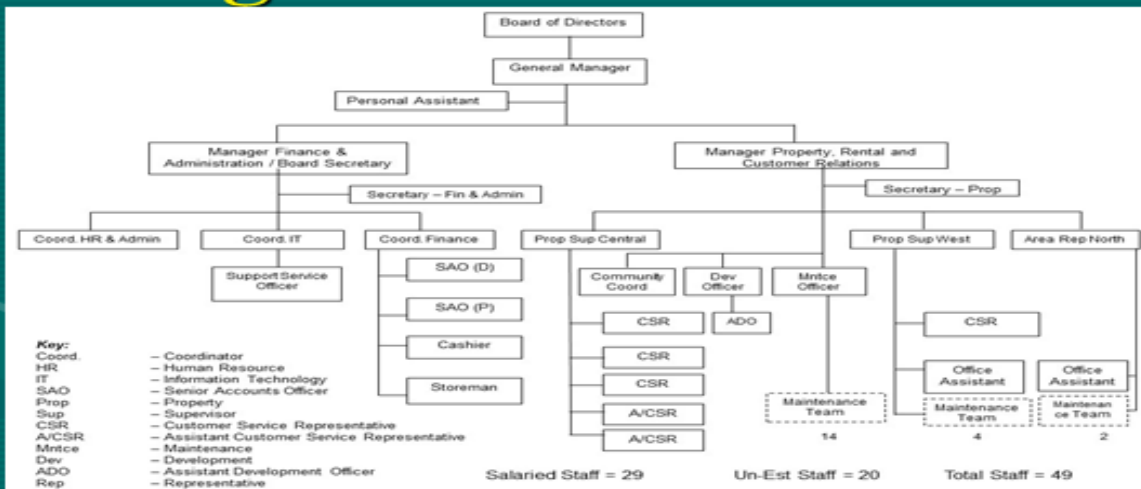 Board of Directors
General Manager
Personal Assistant
Manager Finance &
Administration / Board Secretary
Manager Property, Rental and
Customer Relations
Secretary – Fin & Admin
Secretary – Prop
Coord. HR & Admin
Coord. IT
Coord. Finance
Prop Sup Central
Prop Sup West
Area Rep North
Support Service
Officer
SAO (D)
SAO (P)
Cashier
Storeman
Community
Coord
Dev
Officer
Mntce
Officer
ADO
CSR
CSR
CSR
A/CSR
A/CSR
Maintenance
Team
14
CSR
Office
Assistant
Maintenance
Team
4
Office
Assistant
Maintenan
ce Team
2
Key:
Coord. – Coordinator
HR – Human Resource
IT – Information Technology
SAO – Senior Accounts Officer
Prop – Property
Sup – Supervisor
CSR – Customer Service Representative
A/CSR – Assistant Customer Service Representative
Mntce – Maintenance
Dev – Development
ADO – Assistant Development Officer
Rep – Representative
Salaried Staff = 29
Un-Est Staff = 20
Total Staff = 49